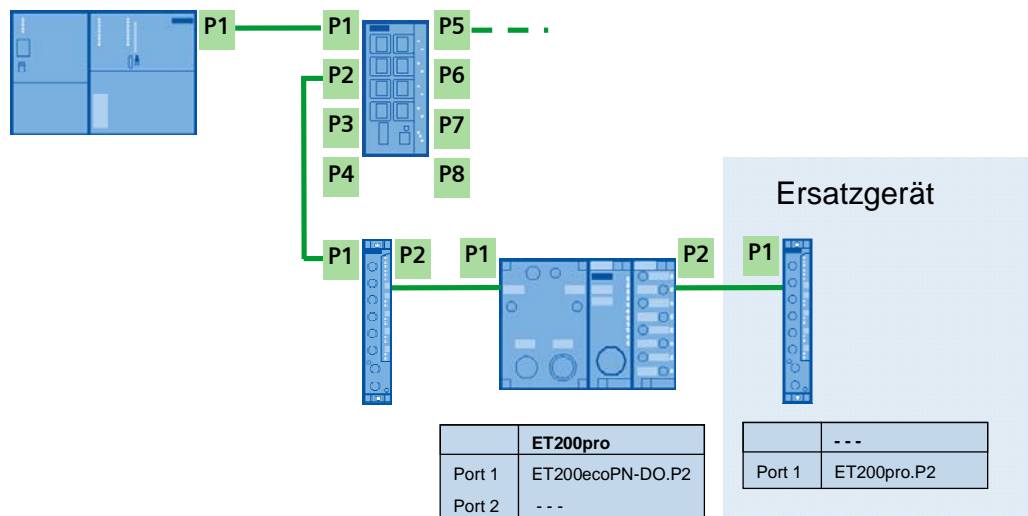 P1 P1 P5
P2 P6
P3 P7
P4 P8
Ersatzgerät
P1 P2 P1 P2 P1
ET200pro
Port 1 ET200ecoPN-DO.P2
Port 2 - - -
- - -
Port 1 ET200pro.P2